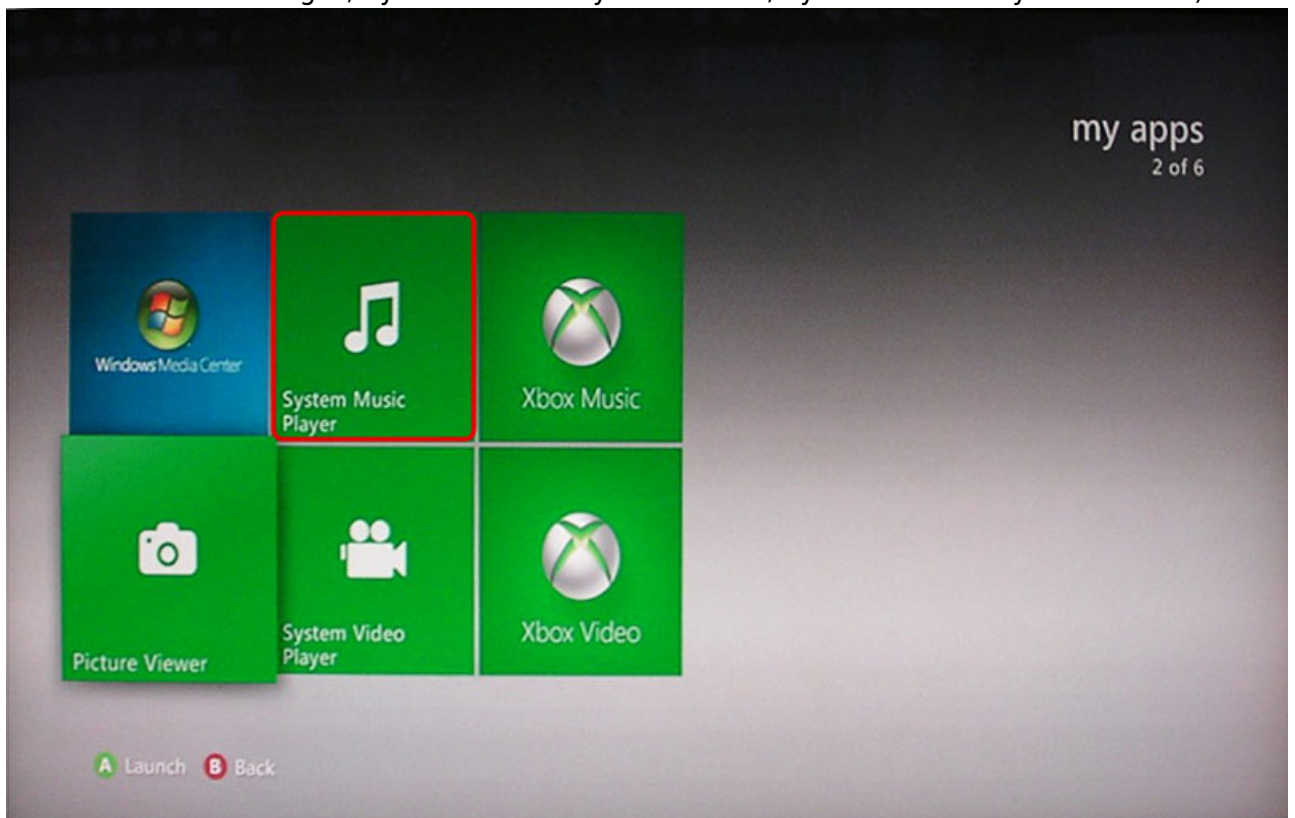 my apps
2 of 6
Windows Media Center
System Music
Player
Xbox Music
Picture Viewer
System Video
Player
Xbox Video
A Launch B Back